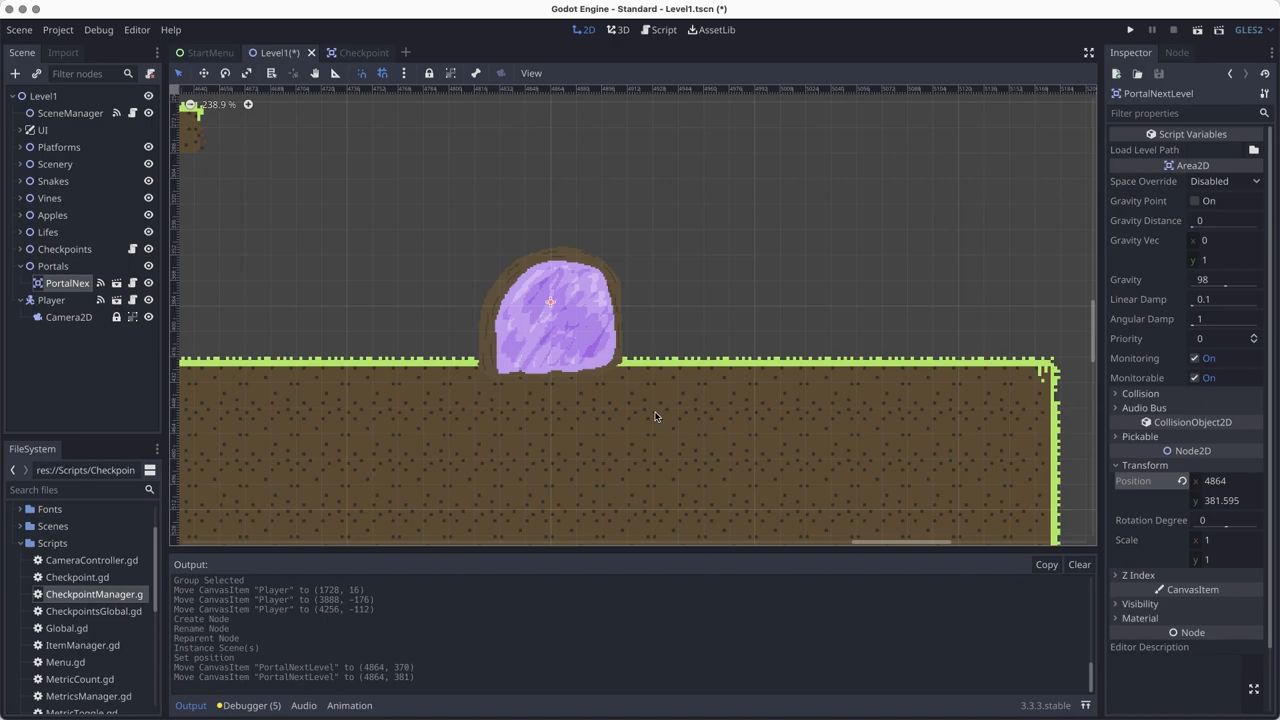 Godot Engine - Standard - Level1.tscn (*)
Scene Project Debug Editor Help
2D 3D Script AssetLib
GLES2
Scene Import
StartMenu Level1(*) Checkpoint
Inspector Node
Filter nodes
View
238.9 %
PortalNextLevel
Filter properties
Level1
SceneManager
UI
Platforms
Scenery
Snakes
Vines
Apples
Lifes
Checkpoints
Portals
PortalNex
Player
Camera2D
Script Variables
Load Level Path
Area2D
Space Override Disabled
Gravity Point On
Gravity Distance 0
Gravity Vec x 0
y 1
Gravity 98
Linear Damp 0.1
Angular Damp 1
Priority 0
Monitoring On
Monitorable On
Collision
Audio Bus
CollisionObject2D
Pickable
Node2D
Transform
Position x 4864
y 381.595
Rotation Degree 0
Scale x 1
y 1
Z Index
CanvasItem
Visibility
Material
Node
Editor Description
FileSystem
res://Scripts/Checkpoin
Search files
Fonts
Scenes
Scripts
CameraController.gd
Checkpoint.gd
CheckpointManager.g
CheckpointsGlobal.gd
Global.gd
ItemManager.gd
Menu.gd
MetricCount.gd
MetricsManager.gd
MetricToggle.gd
Output:
Copy Clear
Group Selected
Move CanvasItem "Player" to (1728, 16)
Move CanvasItem "Player" to (3888, -176)
Move CanvasItem "Player" to (4256, -112)
Create Node
Rename Node
Reparent Node
Instance Scene(s)
Set position
Move CanvasItem "PortalNextLevel" to (4864, 370)
Move CanvasItem "PortalNextLevel" to (4864, 381)
Output Debugger (5) Audio Animation
3.3.3.stable